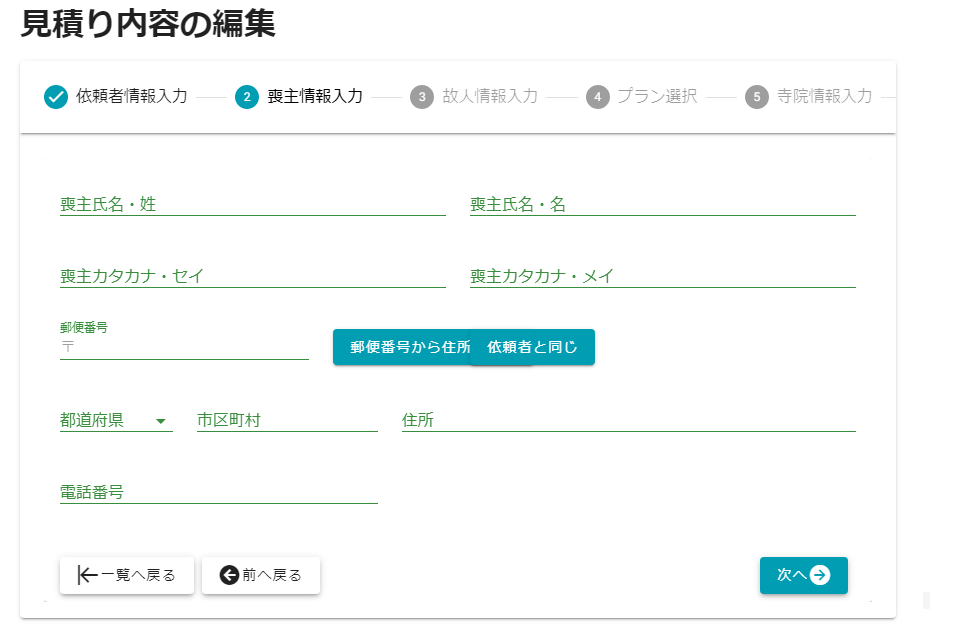 見積り内容の編集
依頼者情報入力 2 喪主情報入力 3 故人情報入力 4 プラン選択 5 寺院情報入力
喪主氏名・姓 喪主氏名・名
喪主カタカナ・セイ 喪主カタカナ・メイ
郵便番号
〒 郵便番号から住所 依頼者と同じ
都道府県 市区町村 住所
電話番号
一覧へ戻る 前へ戻る 次へ